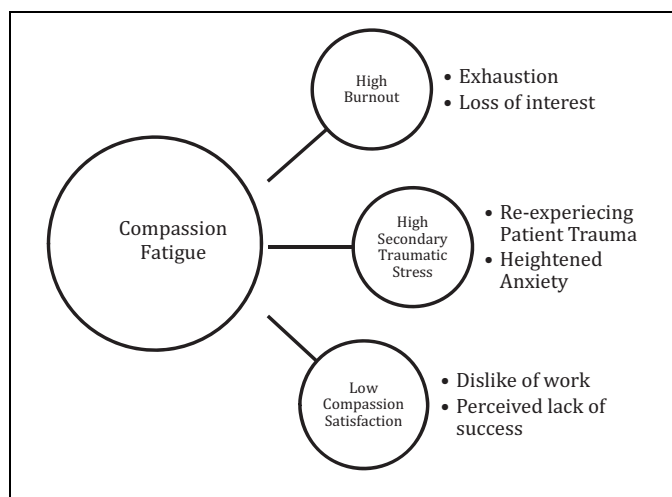 High
Burnout
• Exhaustion
• Loss of interest
Compassion
Fatigue
High
Secondary
Traumatic
Stress
• Re-experiecing
Patient Trauma
• Heightened
Anxiety
Low
Compassion
Satisfaction
• Dislike of work
• Perceived lack of
success